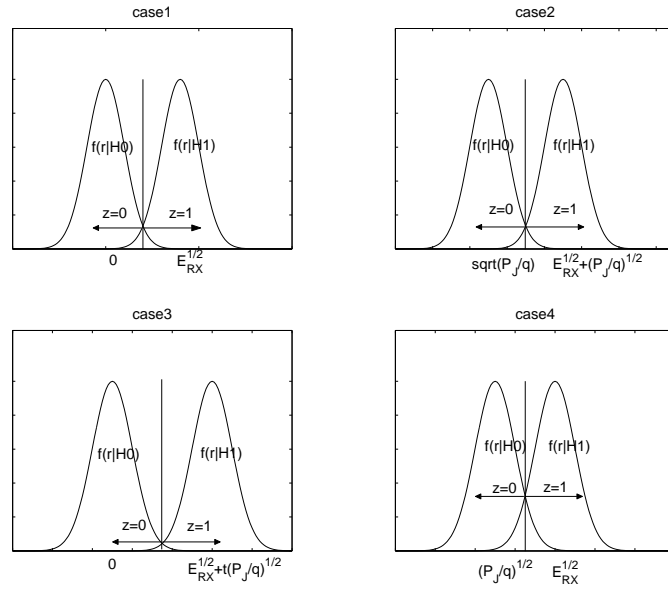 case1
f(r|H0)
f(r|H1)
z=0
z=1
0
E_RX^1/2
case2
f(r|H0)
f(r|H1)
z=0
z=1
sqrt(P_J/q)
E_RX^1/2+(P_J/q)^1/2
case3
f(r|H0)
f(r|H1)
z=0
z=1
0
E_RX^1/2+t(P_J/q)^1/2
case4
f(r|H0)
f(r|H1)
z=0
z=1
(P_J/q)^1/2
E_RX^1/2